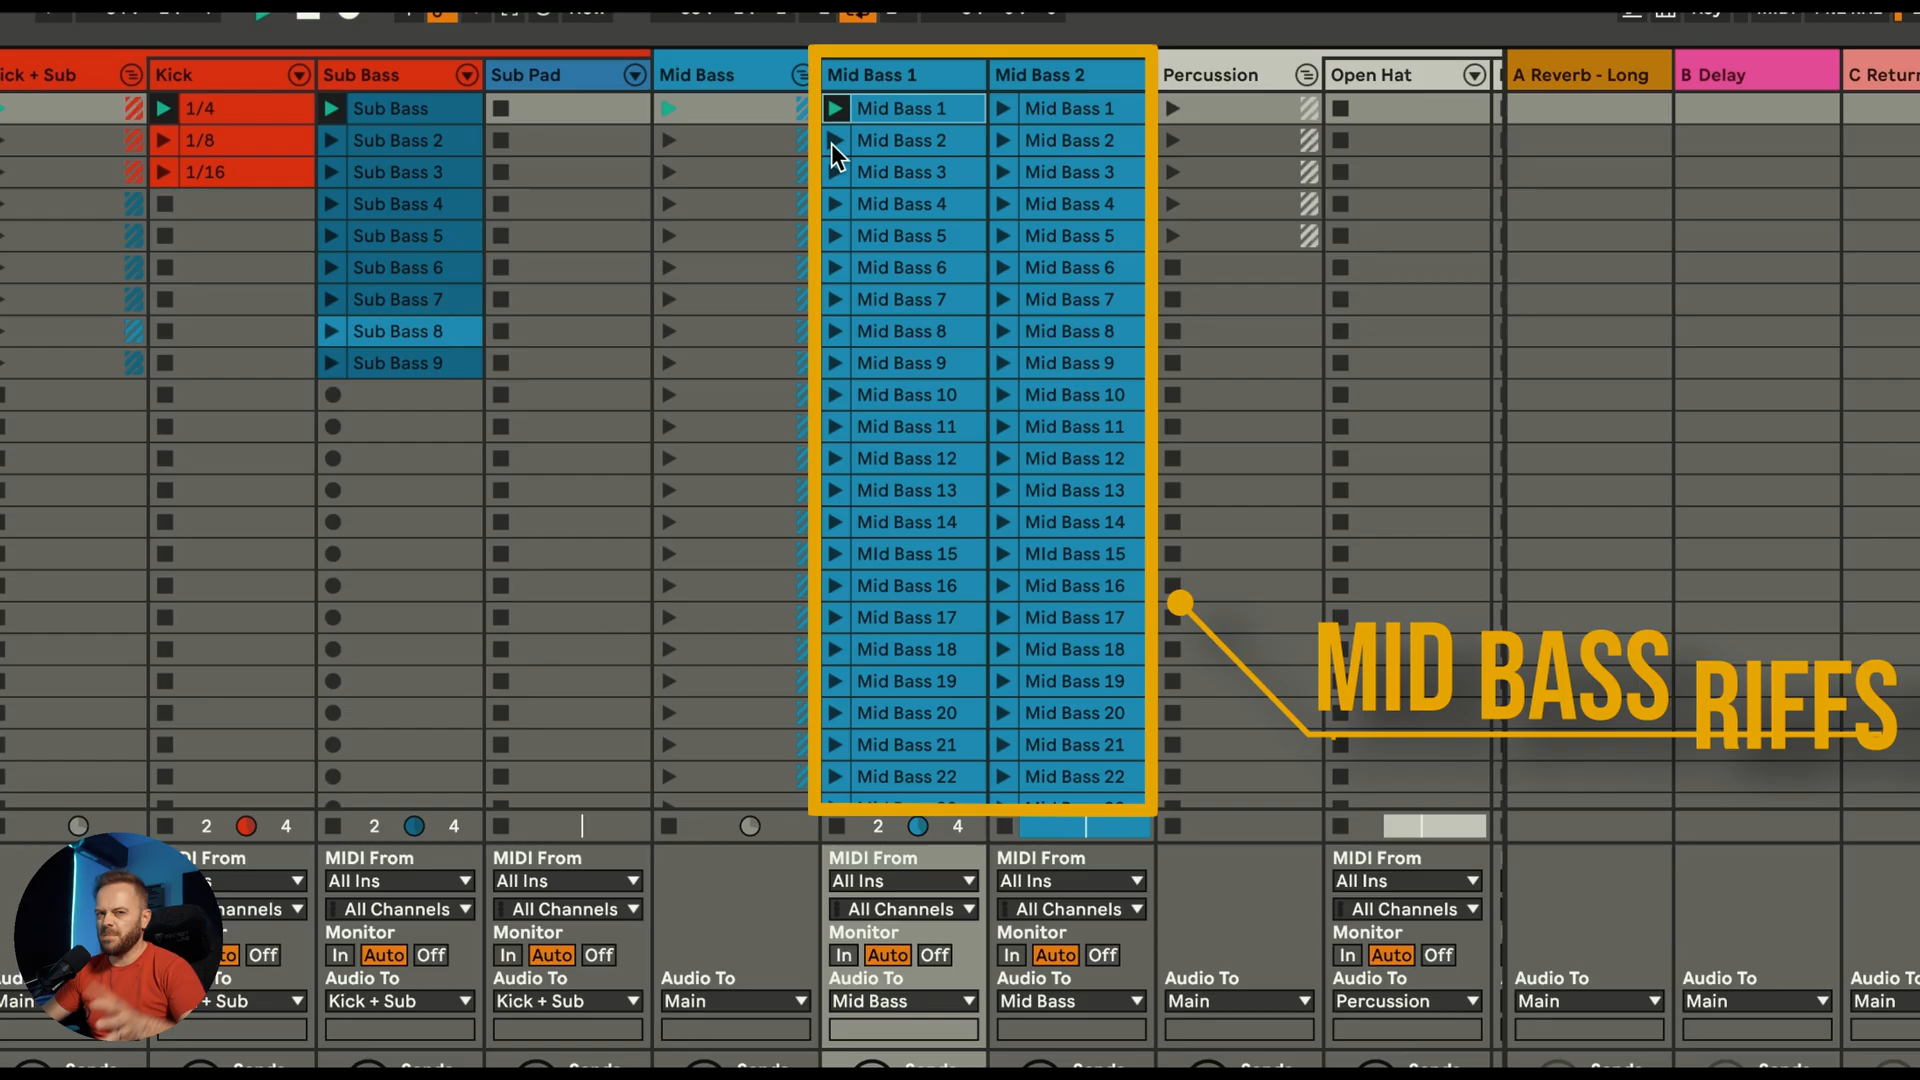 ick + Sub
Kick
Sub Bass
Sub Pad
Mid Bass
Mid Bass 1
Mid Bass 2
Percussion
Open Hat
A Reverb - Long
B Delay
C Return
1/4
Sub Bass
Mid Bass 1
Mid Bass 1
1/8
Sub Bass 2
Mid Bass 2
Mid Bass 2
1/16
Sub Bass 3
Mid Bass 3
Mid Bass 3
Sub Bass 4
Mid Bass 4
Mid Bass 4
Sub Bass 5
Mid Bass 5
Mid Bass 5
Sub Bass 6
Mid Bass 6
Mid Bass 6
Sub Bass 7
Mid Bass 7
Mid Bass 7
Sub Bass 8
Mid Bass 8
Mid Bass 8
Sub Bass 9
Mid Bass 9
Mid Bass 9
Mid Bass 10
Mid Bass 10
Mid Bass 11
Mid Bass 11
Mid Bass 12
Mid Bass 12
Mid Bass 13
Mid Bass 13
Mid Bass 14
Mid Bass 14
MId Bass 15
MId Bass 15
Mid Bass 16
Mid Bass 16
Mid Bass 17
Mid Bass 17
Mid Bass 18
Mid Bass 18
Mid Bass 19
Mid Bass 19
Mid Bass 20
Mid Bass 20
Mid Bass 21
Mid Bass 21
Mid Bass 22
Mid Bass 22
MID BASS RIFFS
2 4
2 4
2 4
DI From
MIDI From
MIDI From
MIDI From
MIDI From
MIDI From
s
All Ins
All Ins
All Ins
All Ins
All Ins
hannels
All Channels
All Channels
All Channels
All Channels
All Channels
Monitor
Monitor
Monitor
Monitor
Monitor
to Off
In Auto Off
In Auto Off
In Auto Off
In Auto Off
In Auto Off
Aud
Audio To
Audio To
Audio To
Audio To
Audio To
Audio To
Audio To
Audio To
Audio To
Audio
Main
+ Sub
Kick + Sub
Kick + Sub
Main
Mid Bass
Mid Bass
Main
Percussion
Main
Main
Main